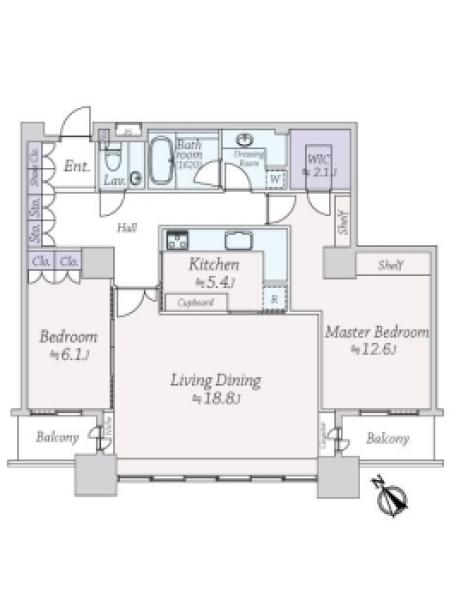 PS
Shoe Clo.
Ent.
Lav.
Bath
room
(1620)
Dressing
Room
W
WIC
≒2.1J
Sto.
Sto.
Hall
Shelf
Clo.
Clo.
Kitchen
≒5.4J
Cupboard
R
Shelf
Bedroom
≒6.1J
Master Bedroom
≒12.6J
Living Dining
≒18.8J
Balcony
Balcony
N